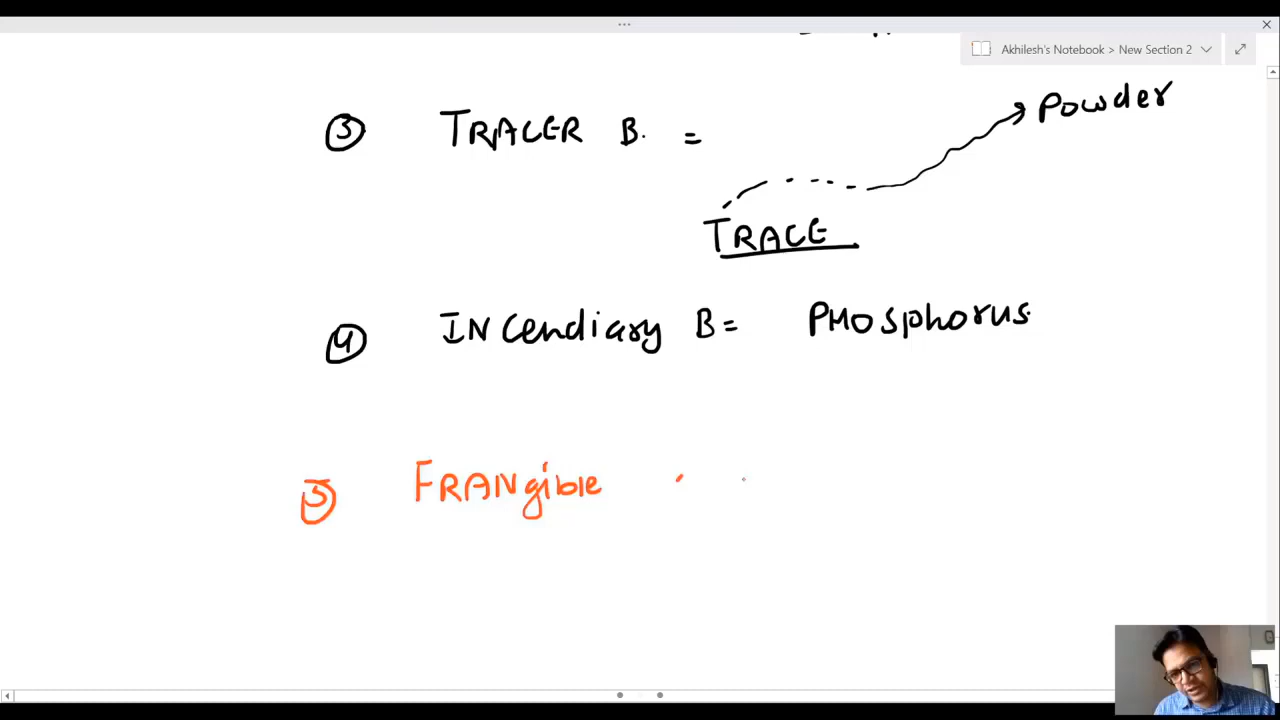 Akhilesh's Notebook > New Section 2
Powder
③ TRACER B. =
TRACE
④ INCendiary B = PHOSphorus
⑤ FRANgible